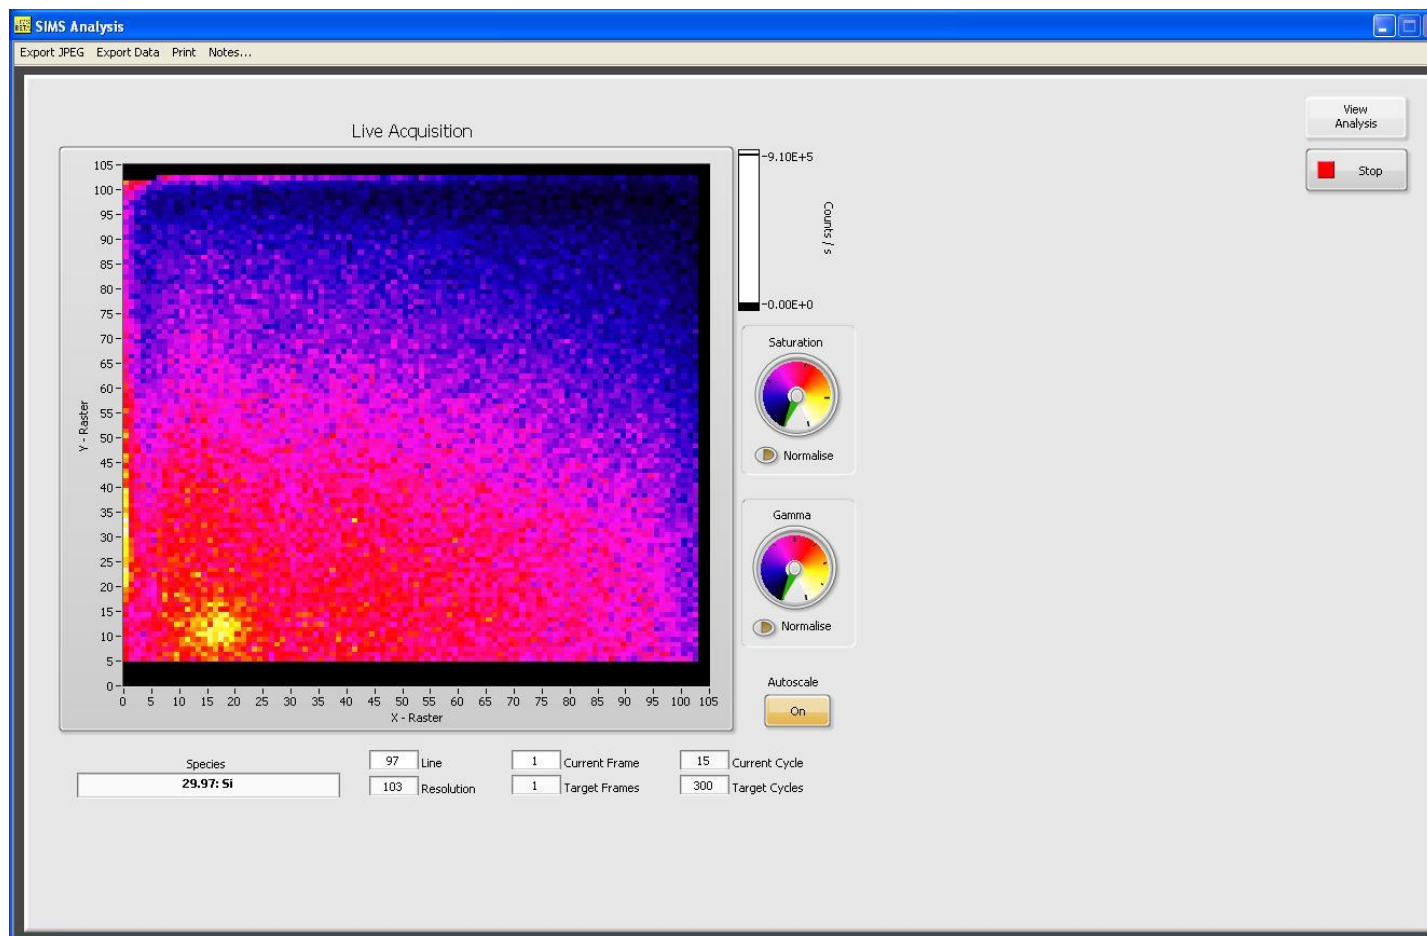 SIMS Analysis
Export JPEG Export Data Print Notes...
View
Analysis
Stop
Live Acquisition
105
100
95
90
85
80
75
70
65
60
55
50
45
40
35
30
25
20
15
10
5
0
Y - Raster
0 5 10 15 20 25 30 35 40 45 50 55 60 65 70 75 80 85 90 95 100 105
X - Raster
9.10E+5
0.00E+0
Counts / s
Saturation
Normalise
Gamma
Normalise
Autoscale
On
Species
29.97: Si
97 Line
103 Resolution
1 Current Frame
1 Target Frames
15 Current Cycle
300 Target Cycles